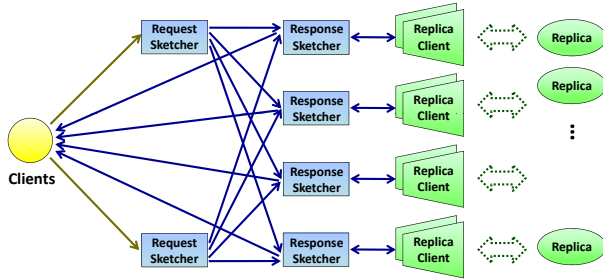 Request
Sketcher
Response
Sketcher
Replica
Client
Replica
Response
Sketcher
Replica
Client
Replica
Clients
Response
Sketcher
Replica
Client
Request
Sketcher
Response
Sketcher
Replica
Client
Replica